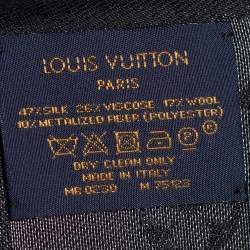 LOUIS VUITTON
PARIS
47%SILK 26%VISCOSE 17%WOOL
10%METALIZED FIBER (POLYESTER)
DRY CLEAN ONLY
MADE IN ITALY
MR 0230 M 75123